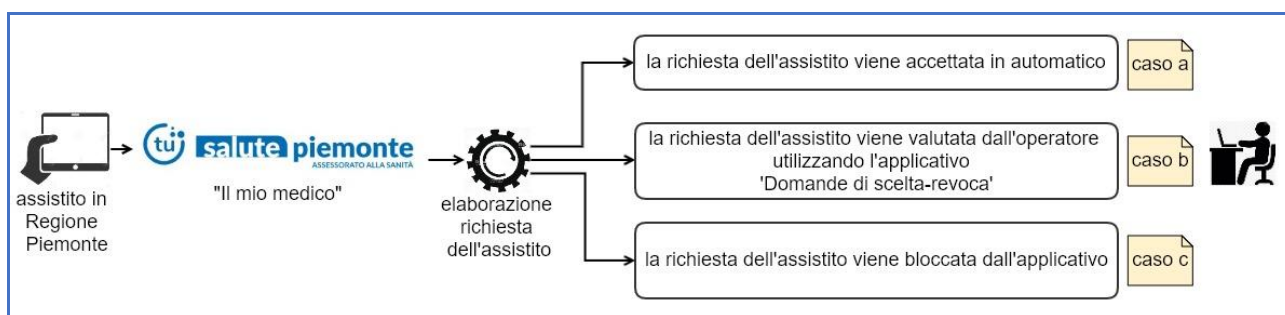 assistito in
Regione
Piemonte
tu
salute piemonte
ASSESSORATO ALLA SANITÀ
"Il mio medico"
elaborazione
richiesta
dell'assistito
la richiesta dell'assistito viene accettata in automatico
caso a
la richiesta dell'assistito viene valutata dall'operatore
utilizzando l'applicativo
'Domande di scelta-revoca'
caso b
la richiesta dell'assistito viene bloccata dall'applicativo
caso c